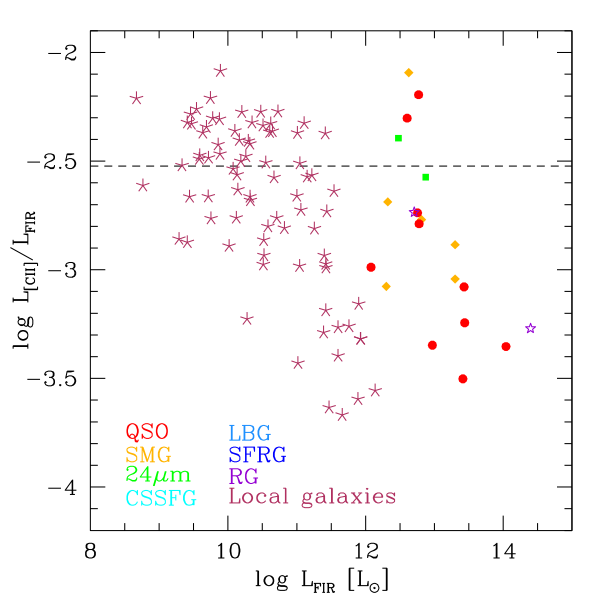 −2
−2.5
−3
−3.5
−4
log L[CII]/LFIR
QSO
SMG
24μm
CSSFG
LBG
SFRG
RG
Local galaxies
8 10 12 14
log LFIR [L⊙]